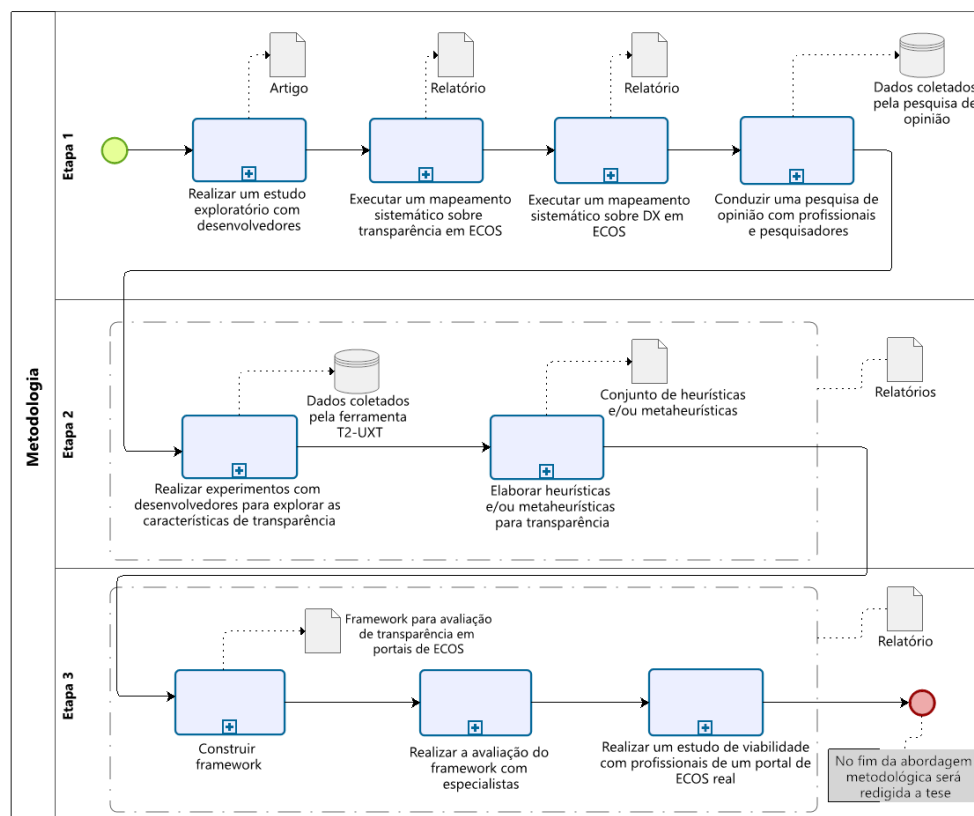 Metodologia
Etapa 1
Artigo
Relatório
Relatório
Dados coletados
pela pesquisa de
opinião
Realizar um estudo
exploratório com
desenvolvedores
Executar um mapeamento
sistemático sobre
transparência em ECOS
Executar um mapeamento
sistemático sobre DX em
ECOS
Conduzir uma pesquisa de
opinião com profissionais
e pesquisadores
Etapa 2
Dados coletados
pela ferramenta
T2-UXT
Conjunto de heurísticas
e/ou metaheurísticas
Relatórios
Realizar experimentos com
desenvolvedores para explorar as
características de transparência
Elaborar heurísticas
e/ou metaheurísticas
para transparência
Etapa 3
Framework para avaliação
de transparência em
portais de ECOS
Relatório
Construir
framework
Realizar a avaliação do
framework com
especialistas
Realizar um estudo de viabilidade
com profissionais de um portal de
ECOS real
No fim da abordagem
metodológica será
redigida a tese